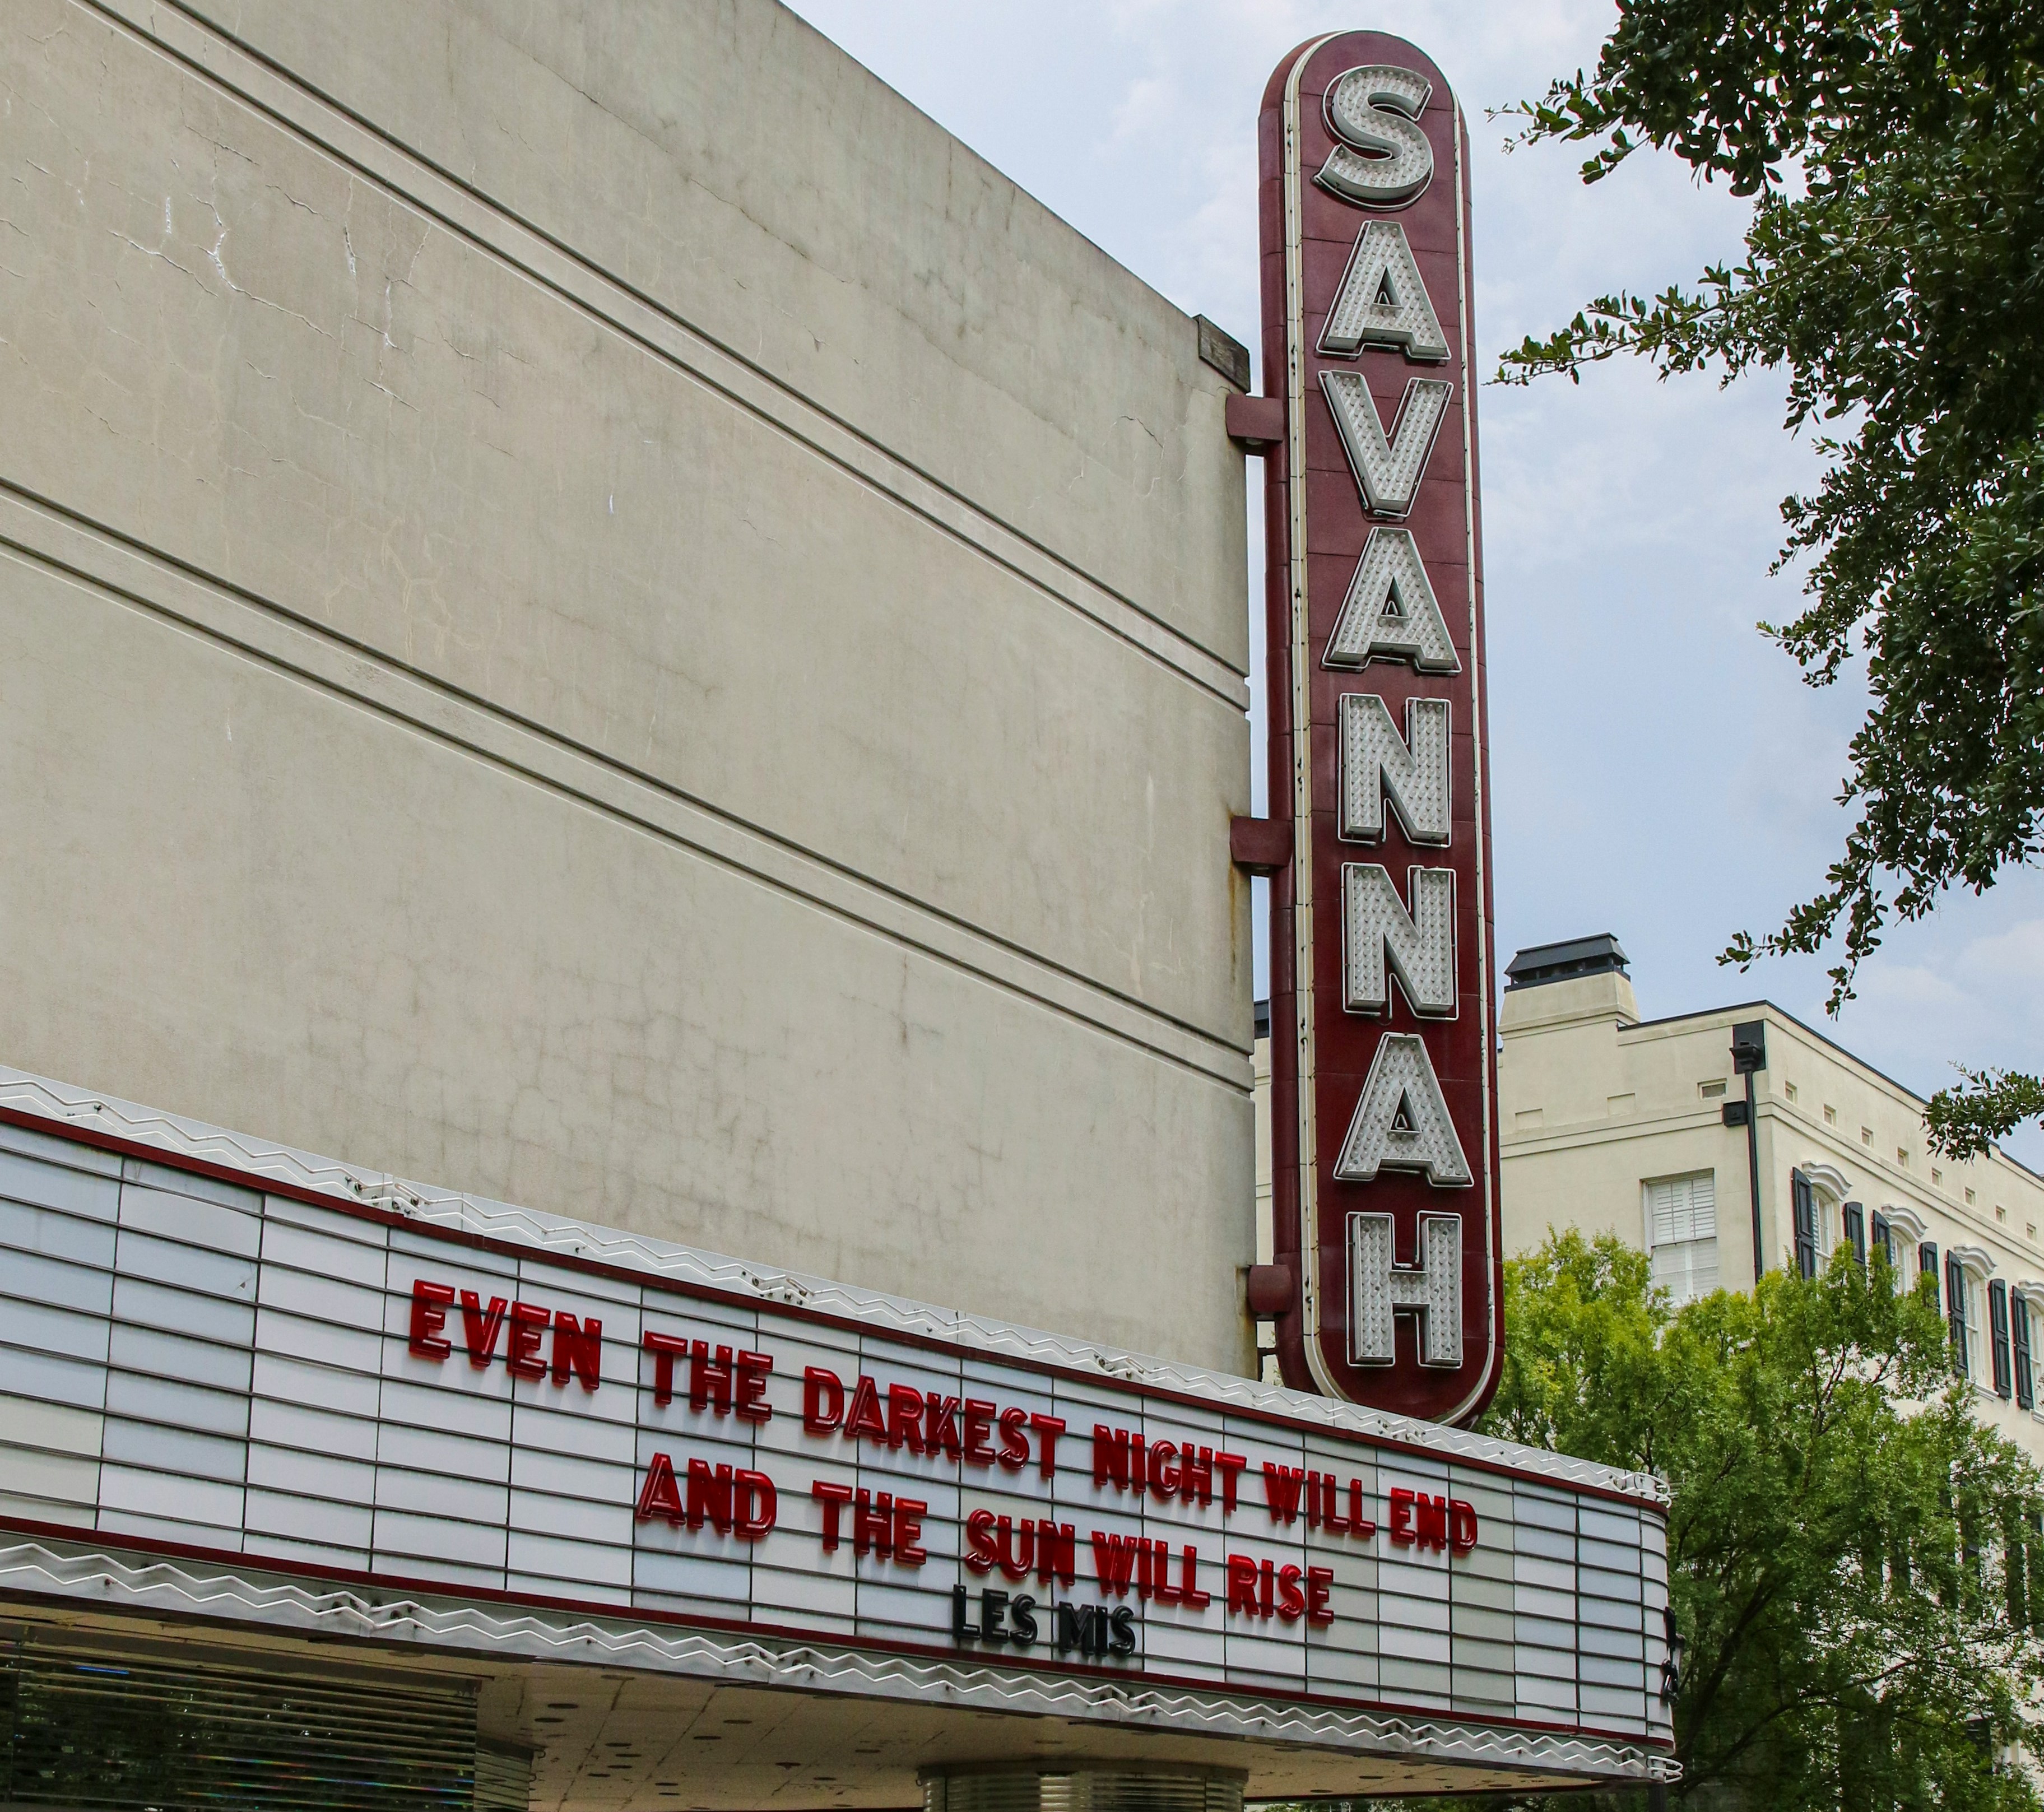 SAVANNAH
EVEN THE DARKEST NIGHT WILL END
AND THE SUN WILL RISE
LES MIS